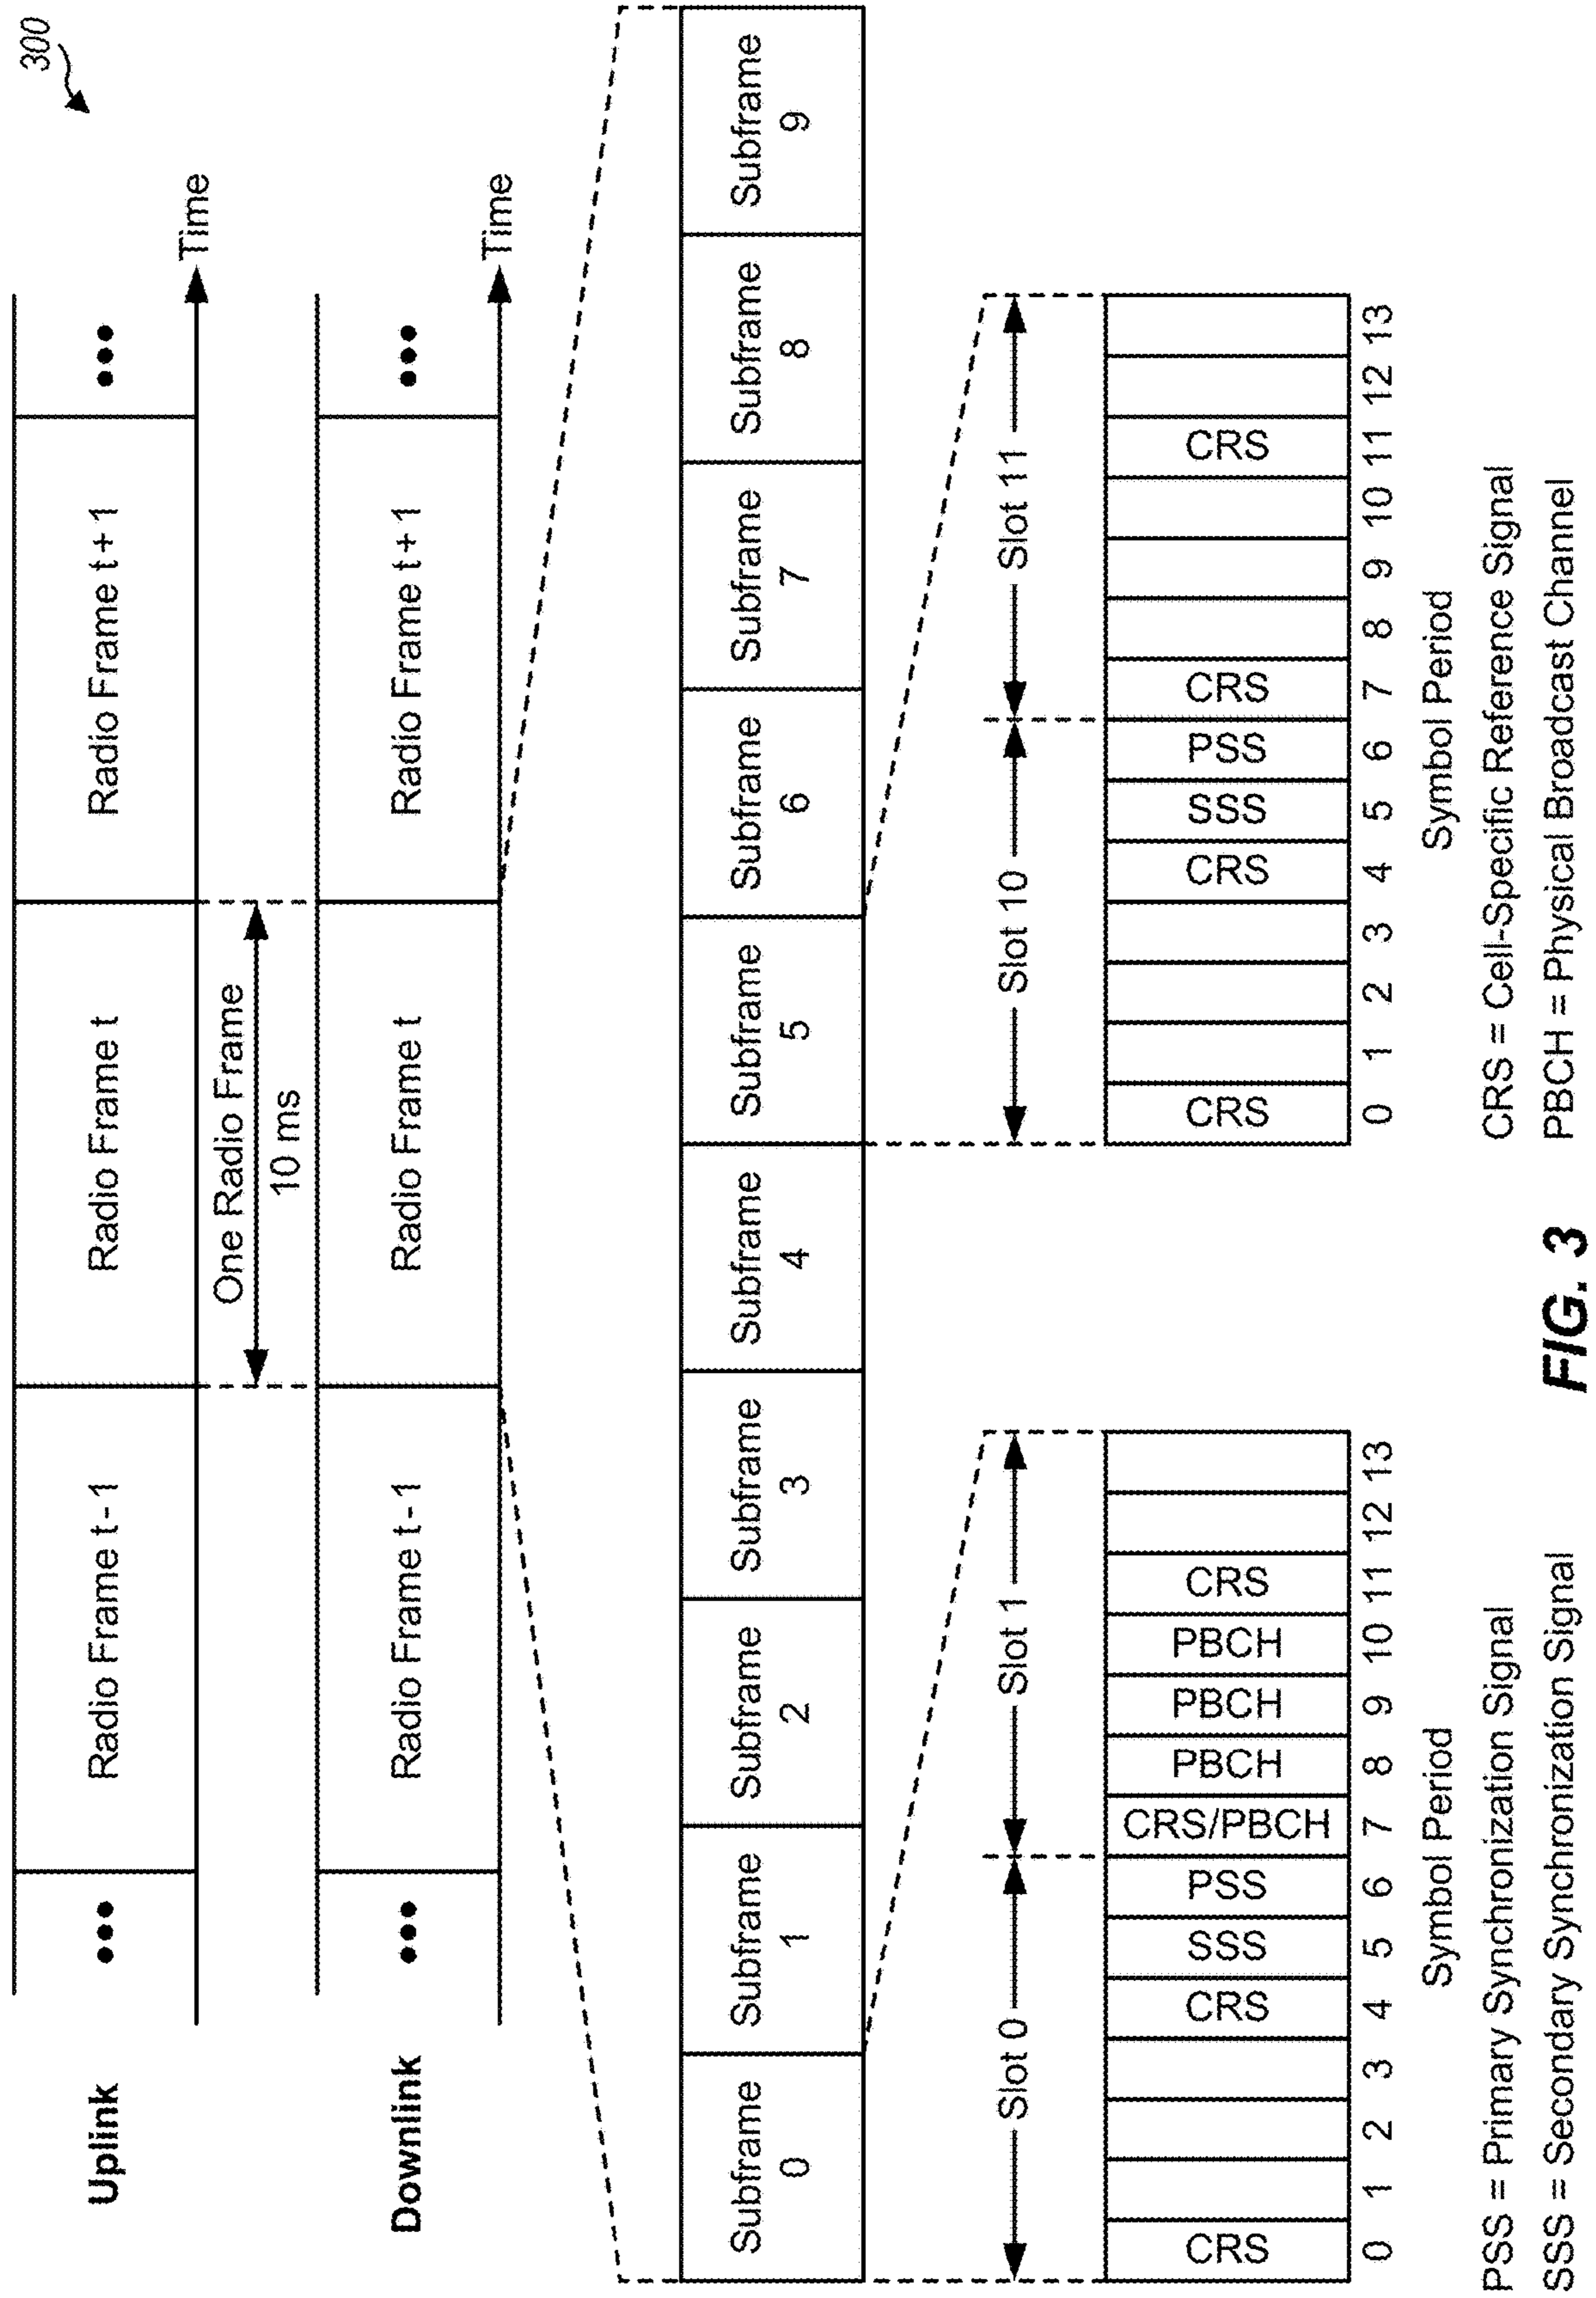 300
Uplink
•••
Radio Frame t - 1
Radio Frame t
Radio Frame t + 1
•••
Time
One Radio Frame
10 ms
Downlink
•••
Radio Frame t - 1
Radio Frame t
Radio Frame t + 1
•••
Time
Subframe
0
Subframe
1
Subframe
2
Subframe
3
Subframe
4
Subframe
5
Subframe
6
Subframe
7
Subframe
8
Subframe
9
Slot 0
Slot 1
CRS CRS SSS PSS CRS/PBCH PBCH PBCH PBCH CRS
0 1 2 3 4 5 6 7 8 9 10 11 12 13
Symbol Period
Slot 10
Slot 11
CRS CRS SSS PSS CRS CRS
0 1 2 3 4 5 6 7 8 9 10 11 12 13
Symbol Period
PSS = Primary Synchronization Signal
SSS = Secondary Synchronization Signal
CRS = Cell-Specific Reference Signal
PBCH = Physical Broadcast Channel
FIG. 3